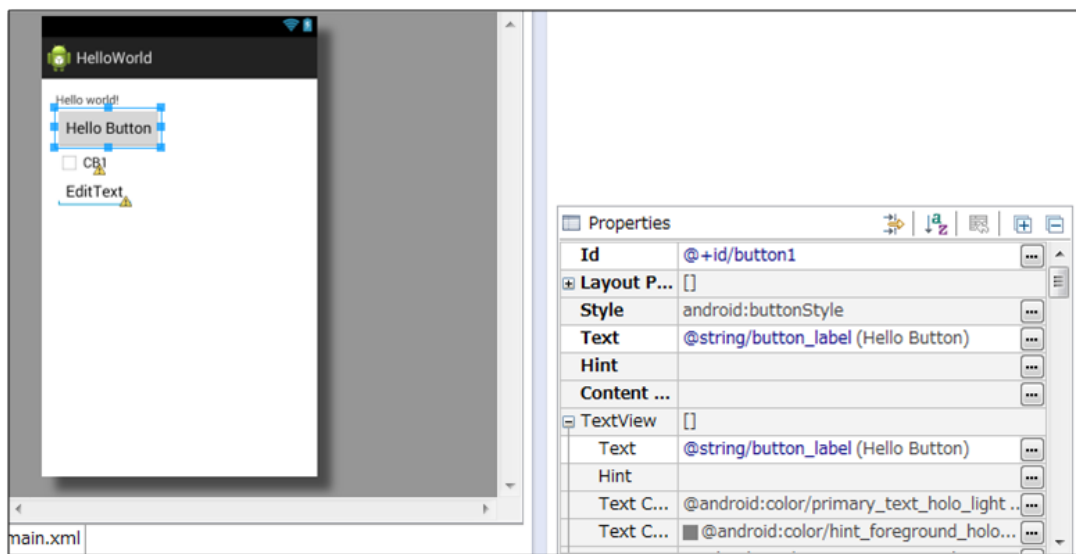 HelloWorld
Hello world!
Hello Button
CB1
EditText
main.xml
Properties
Id @+id/button1
Layout P... []
Style android:buttonStyle
Text @string/button_label (Hello Button)
Hint
Content ...
TextView []
Text @string/button_label (Hello Button)
Hint
Text C... @android:color/primary_text_holo_light ...
Text C... @android:color/hint_foreground_holo...